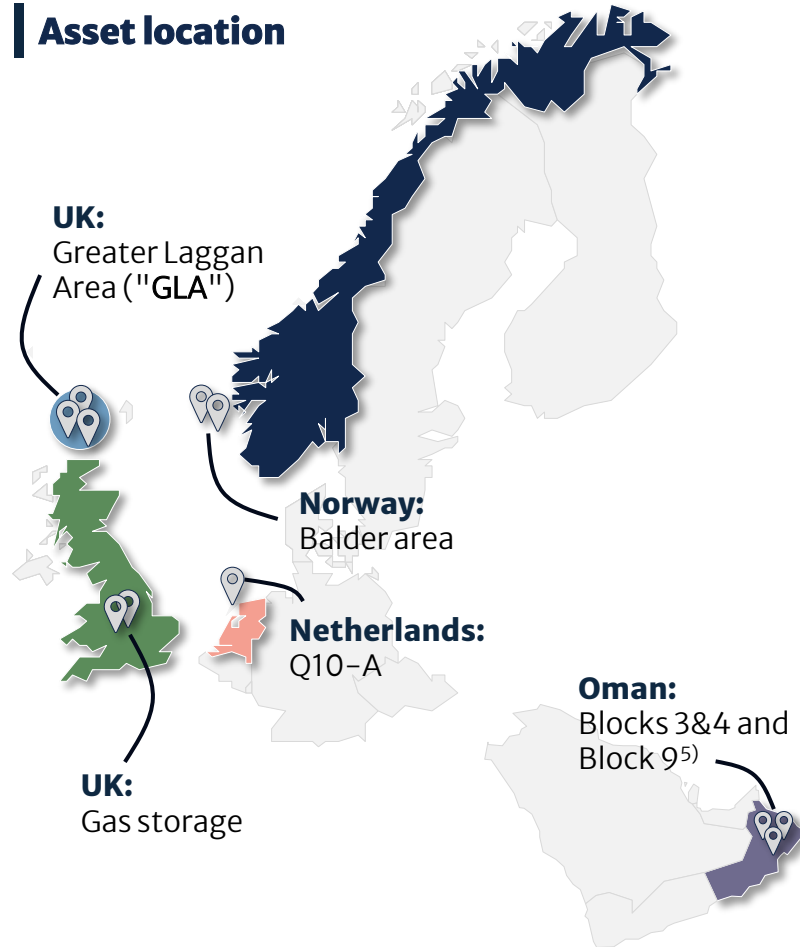 Asset location
UK:
Greater Laggan
Area ("GLA")
Norway:
Balder area
Netherlands:
Q10-A
Oman:
Blocks 3&4 and
Block 9⁵⁾
UK:
Gas storage